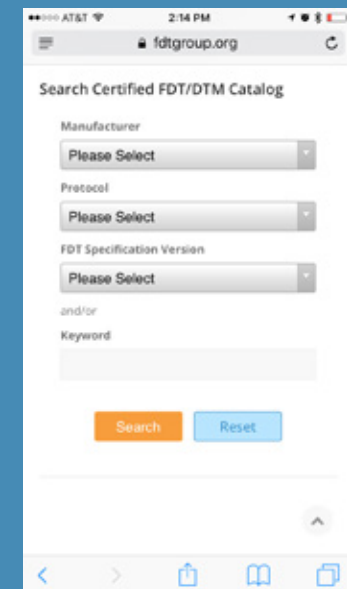 AT&T 2:14 PM
fdtgroup.org
Search Certified FDT/DTM Catalog
Manufacturer
Please Select
Protocol
Please Select
FDT Specification Version
Please Select
and/or
Keyword
Search Reset